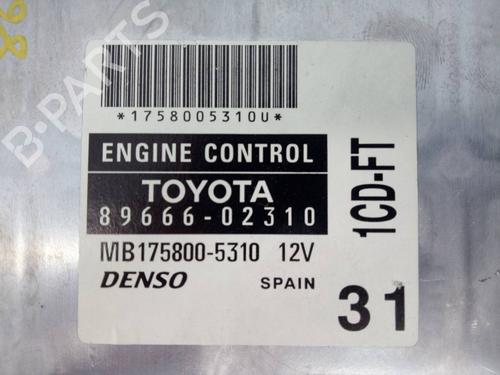 *1758005310U*
ENGINE CONTROL
TOYOTA
89666-02310
MB175800-5310 12V
DENSO SPAIN
1CD-FT
31
B-PARTS